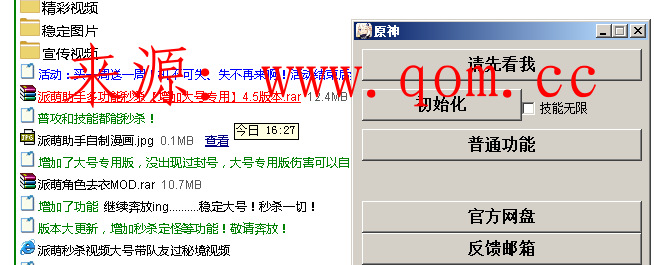 精彩视频
稳定图片
宣传视频
活动：买一周送一周！机不可失、失不再来啊！活动结束后
派萌助手多功能秒杀【增加大号专用】4.5版本.rar 12.4MB
普攻和技能都能秒杀！
今日 16:27
派萌助手自制漫画.jpg 0.1MB 查看
增加了大号专用版，没出现过封号，大号专用版伤害可以自
派萌角色去衣MOD.rar 10.7MB
增加了功能 继续奔放ing.........稳定大号！秒杀一切！
版本大更新，增加秒杀定怪等功能！敬请奔放！
派萌秒杀视频大号带队友过秘境视频
来源：www.qom.cc
原神
请先看我
初始化
技能无限
普通功能
官方网盘
反馈邮箱